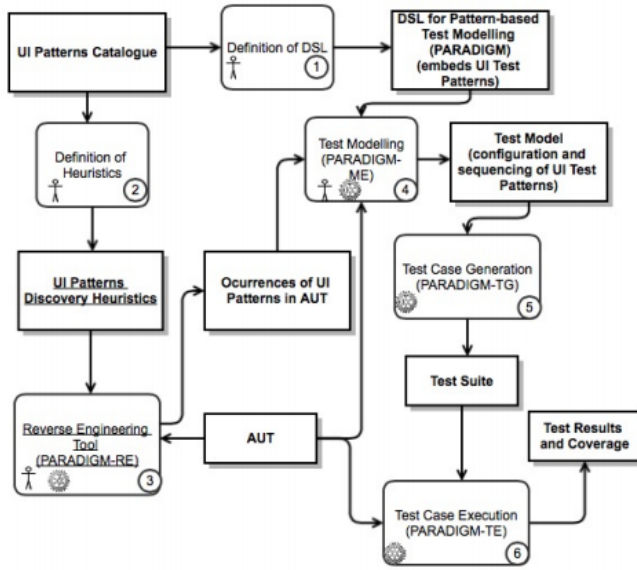 UI Patterns Catalogue
Definition of DSL
1
DSL for Pattern-based
Test Modelling
(PARADIGM)
(embeds UI Test
Patterns)
Definition of
Heuristics
2
Test Modelling
(PARADIGM-
ME)
4
Test Model
(configuration and
sequencing of UI Test
Patterns)
UI Patterns
Discovery Heuristics
Ocurrences of UI
Patterns in AUT
Test Case Generation
(PARADIGM-TG)
5
Test Suite
Reverse Engineering
Tool
(PARADIGM-RE)
3
AUT
Test Results
and Coverage
Test Case Execution
(PARADIGM-TE)
6